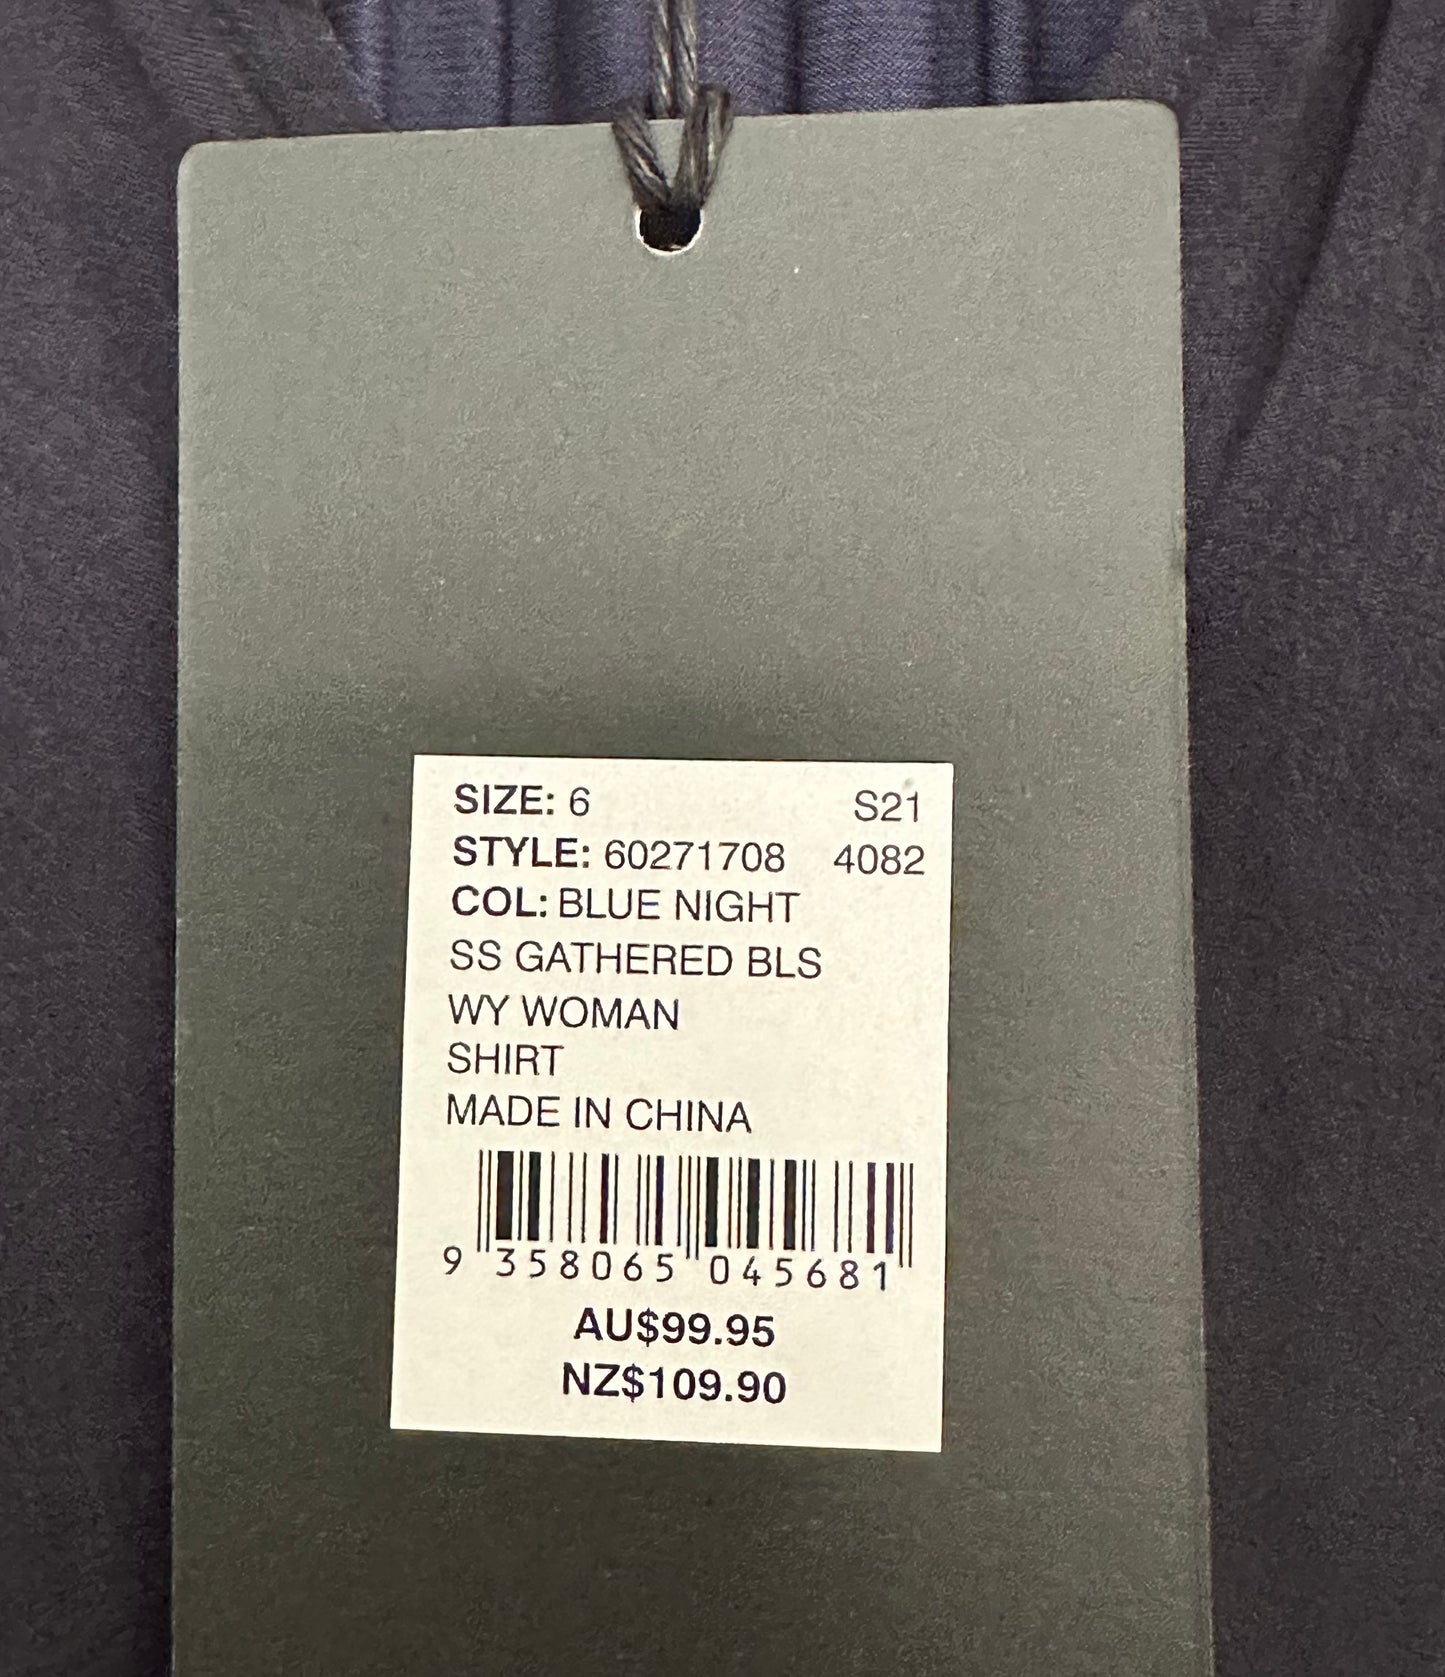 SIZE: 6 S21
STYLE: 60271708 4082
COL: BLUE NIGHT
SS GATHERED BLS
WY WOMAN
SHIRT
MADE IN CHINA
9 358065 045681
AU$99.95
NZ$109.90